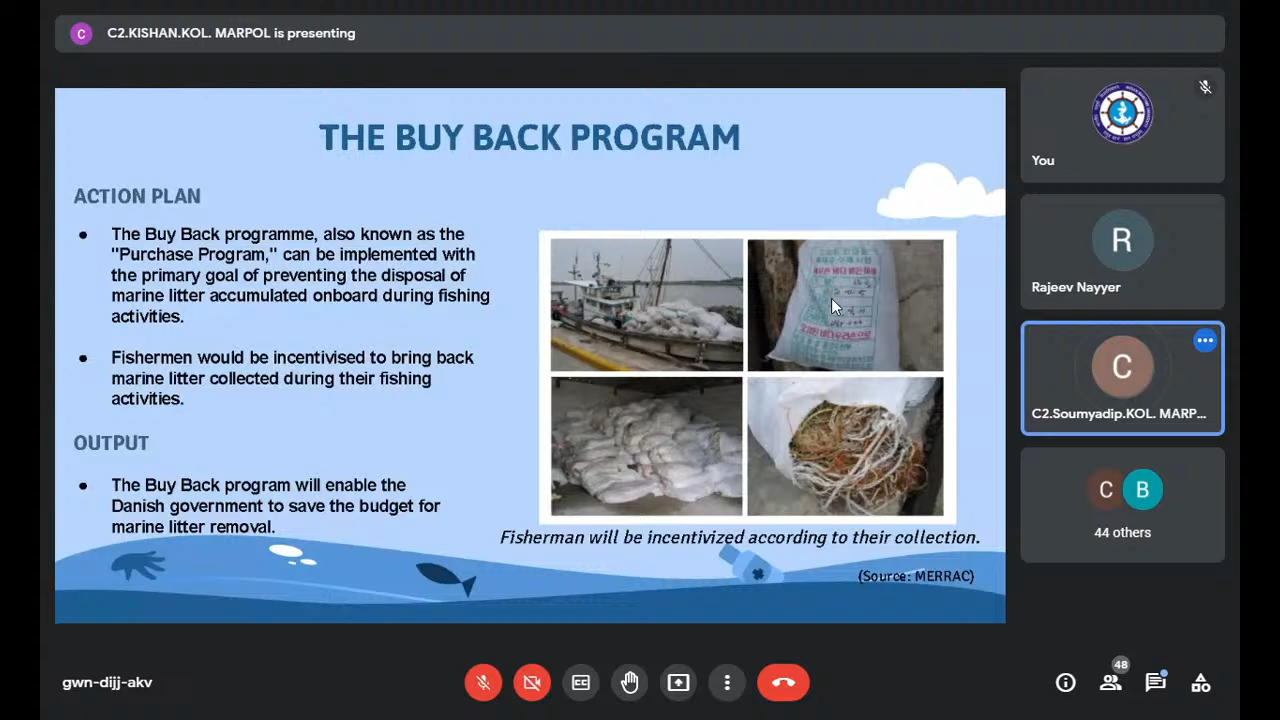 C
C2.KISHAN.KOL. MARPOL is presenting
THE BUY BACK PROGRAM
ACTION PLAN
● The Buy Back programme, also known as the
"Purchase Program," can be implemented with
the primary goal of preventing the disposal of
marine litter accumulated onboard during fishing
activities.
● Fishermen would be incentivised to bring back
marine litter collected during their fishing
activities.
OUTPUT
● The Buy Back program will enable the
Danish government to save the budget for
marine litter removal.
Fisherman will be incentivized according to their collection.
(Source: MERRAC)
You
R
Rajeev Nayyer
C
C2.Soumyadip.KOL. MARP...
C B
44 others
gwn-dijj-akv
CC
48